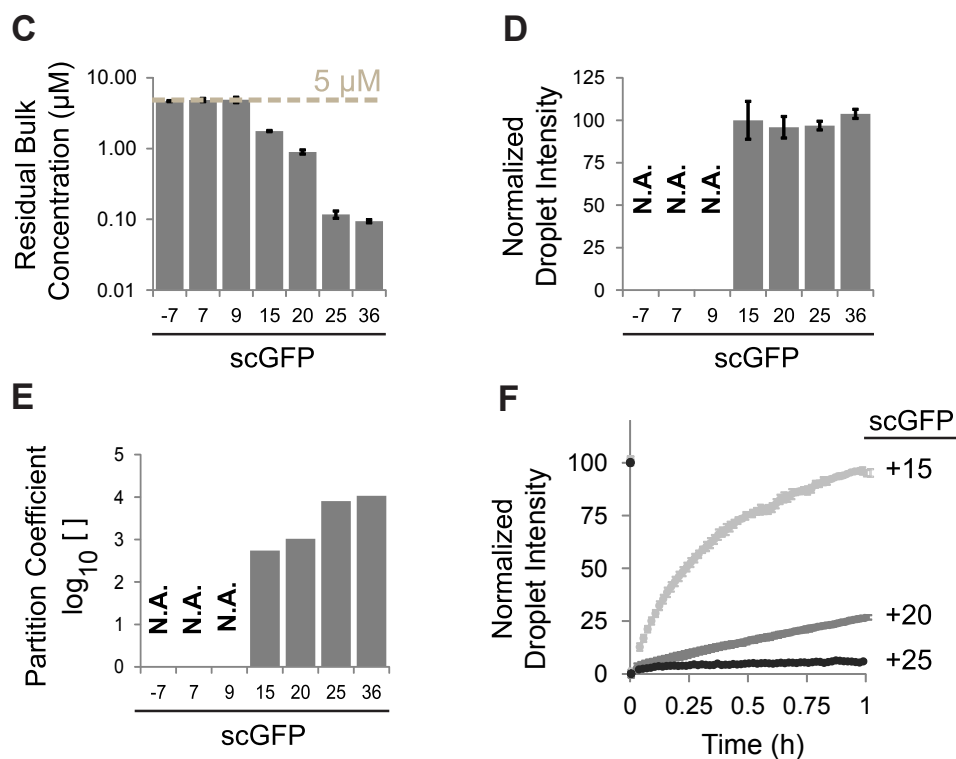 C
Residual Bulk
Concentration (µM)
10.00
1.00
0.10
0.01
5 µM
-7 7 9 15 20 25 36
scGFP
D
Normalized
Droplet Intensity
125
100
75
50
25
0
N.A. N.A. N.A.
-7 7 9 15 20 25 36
scGFP
E
Partition Coefficient
log10 [ ]
5
4
3
2
1
0
N.A. N.A. N.A.
-7 7 9 15 20 25 36
scGFP
F
Normalized
Droplet Intensity
100
75
50
25
0
0 0.25 0.5 0.75 1
Time (h)
scGFP
+15
+20
+25